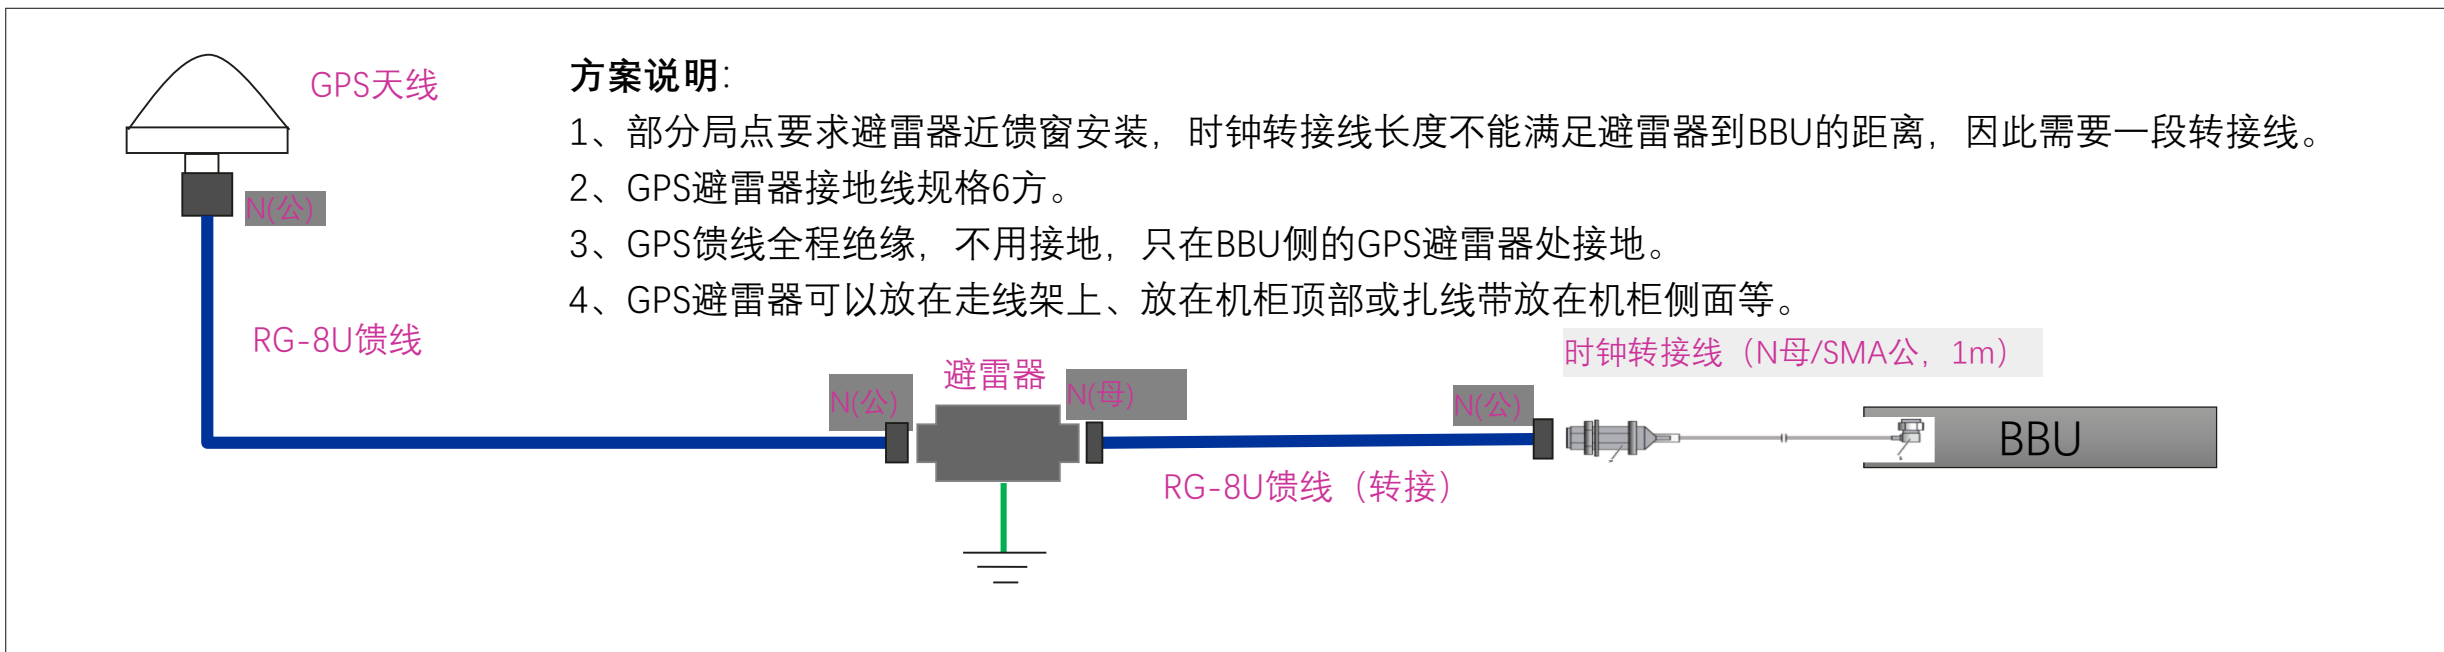 GPS天线
方案说明:
1、部分局点要求避雷器近馈窗安装，时钟转接线长度不能满足避雷器到BBU的距离，因此需要一段转接线。
2、GPS避雷器接地线规格6方。
3、GPS馈线全程绝缘，不用接地，只在BBU侧的GPS避雷器处接地。
4、GPS避雷器可以放在走线架上、放在机柜顶部或扎线带放在机柜侧面等。
N(公)
RG-8U馈线
N(公)
避雷器
N(母)
N(公)
时钟转接线（N母/SMA公，1m）
BBU
RG-8U馈线（转接）